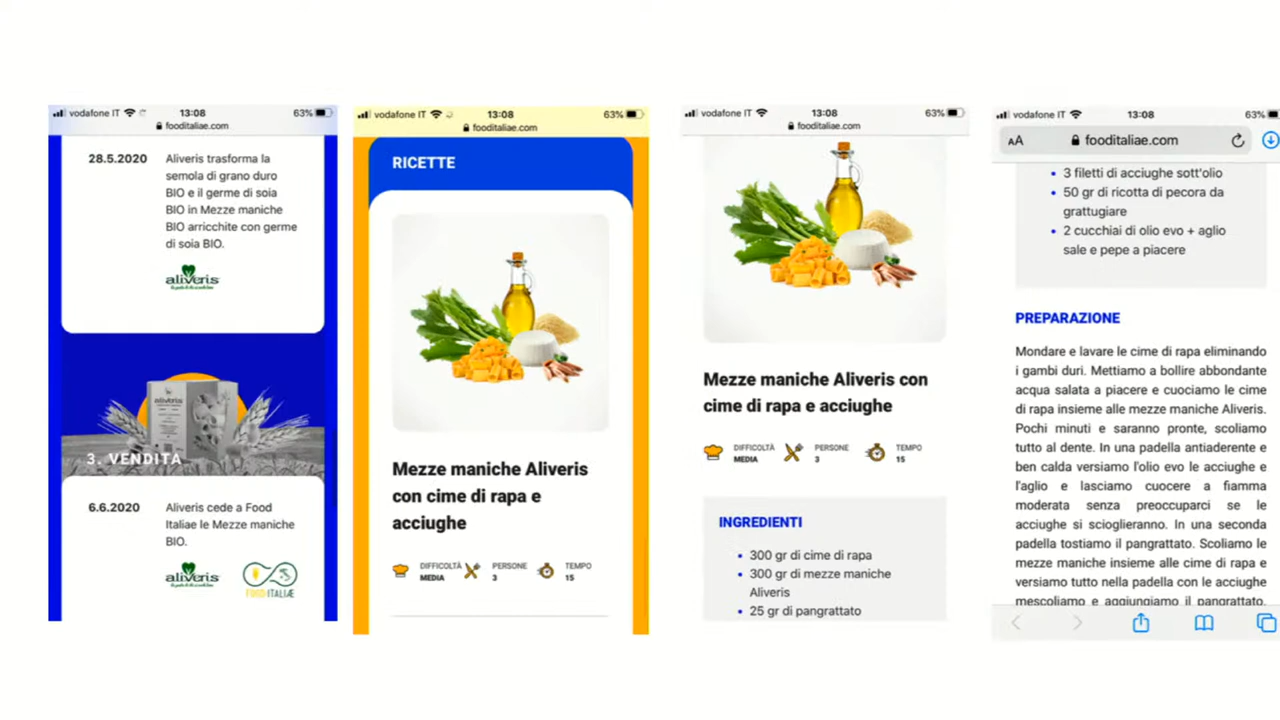 vodafone IT 13:08 63%
fooditaliae.com
28.5.2020
Aliveris trasforma la
semola di grano duro
BIO e il germe di soia
BIO in Mezze maniche
BIO arricchite con germe
di soia BIO.
aliveris
aliveris
3. VENDITA
6.6.2020
Aliveris cede a Food
Italiae le Mezze maniche
BIO.
aliveris
FOOD ITALIÆ
vodafone IT 13:08 63%
fooditaliae.com
RICETTE
Mezze maniche Aliveris
con cime di rapa e
acciughe
DIFFICOLTÀ PERSONE TEMPO
MEDIA 3 15
vodafone IT 13:08 63%
fooditaliae.com
Mezze maniche Aliveris con
cime di rapa e acciughe
DIFFICOLTÀ PERSONE TEMPO
MEDIA 3 15
INGREDIENTI
• 300 gr di cime di rapa
• 300 gr di mezze maniche
Aliveris
• 25 gr di pangrattato
vodafone IT 13:08 63%
AA fooditaliae.com
• 3 filetti di acciughe sott'olio
• 50 gr di ricotta di pecora da
grattugiare
• 2 cucchiai di olio evo + aglio
sale e pepe a piacere
PREPARAZIONE
Mondare e lavare le cime di rapa eliminando
i gambi duri. Mettiamo a bollire abbondante
acqua salata a piacere e cuociamo le cime
di rapa insieme alle mezze maniche Aliveris.
Pochi minuti e saranno pronte, scoliamo
tutto al dente. In una padella antiaderente e
ben calda versiamo l'olio evo le acciughe e
l'aglio e lasciamo cuocere a fiamma
moderata senza preoccuparci se le
acciughe si scioglieranno. In una seconda
padella tostiamo il pangrattato. Scoliamo le
mezze maniche insieme alle cime di rapa e
versiamo tutto nella padella con le acciughe
mescoliamo e aggiungiamo il pangrattato.